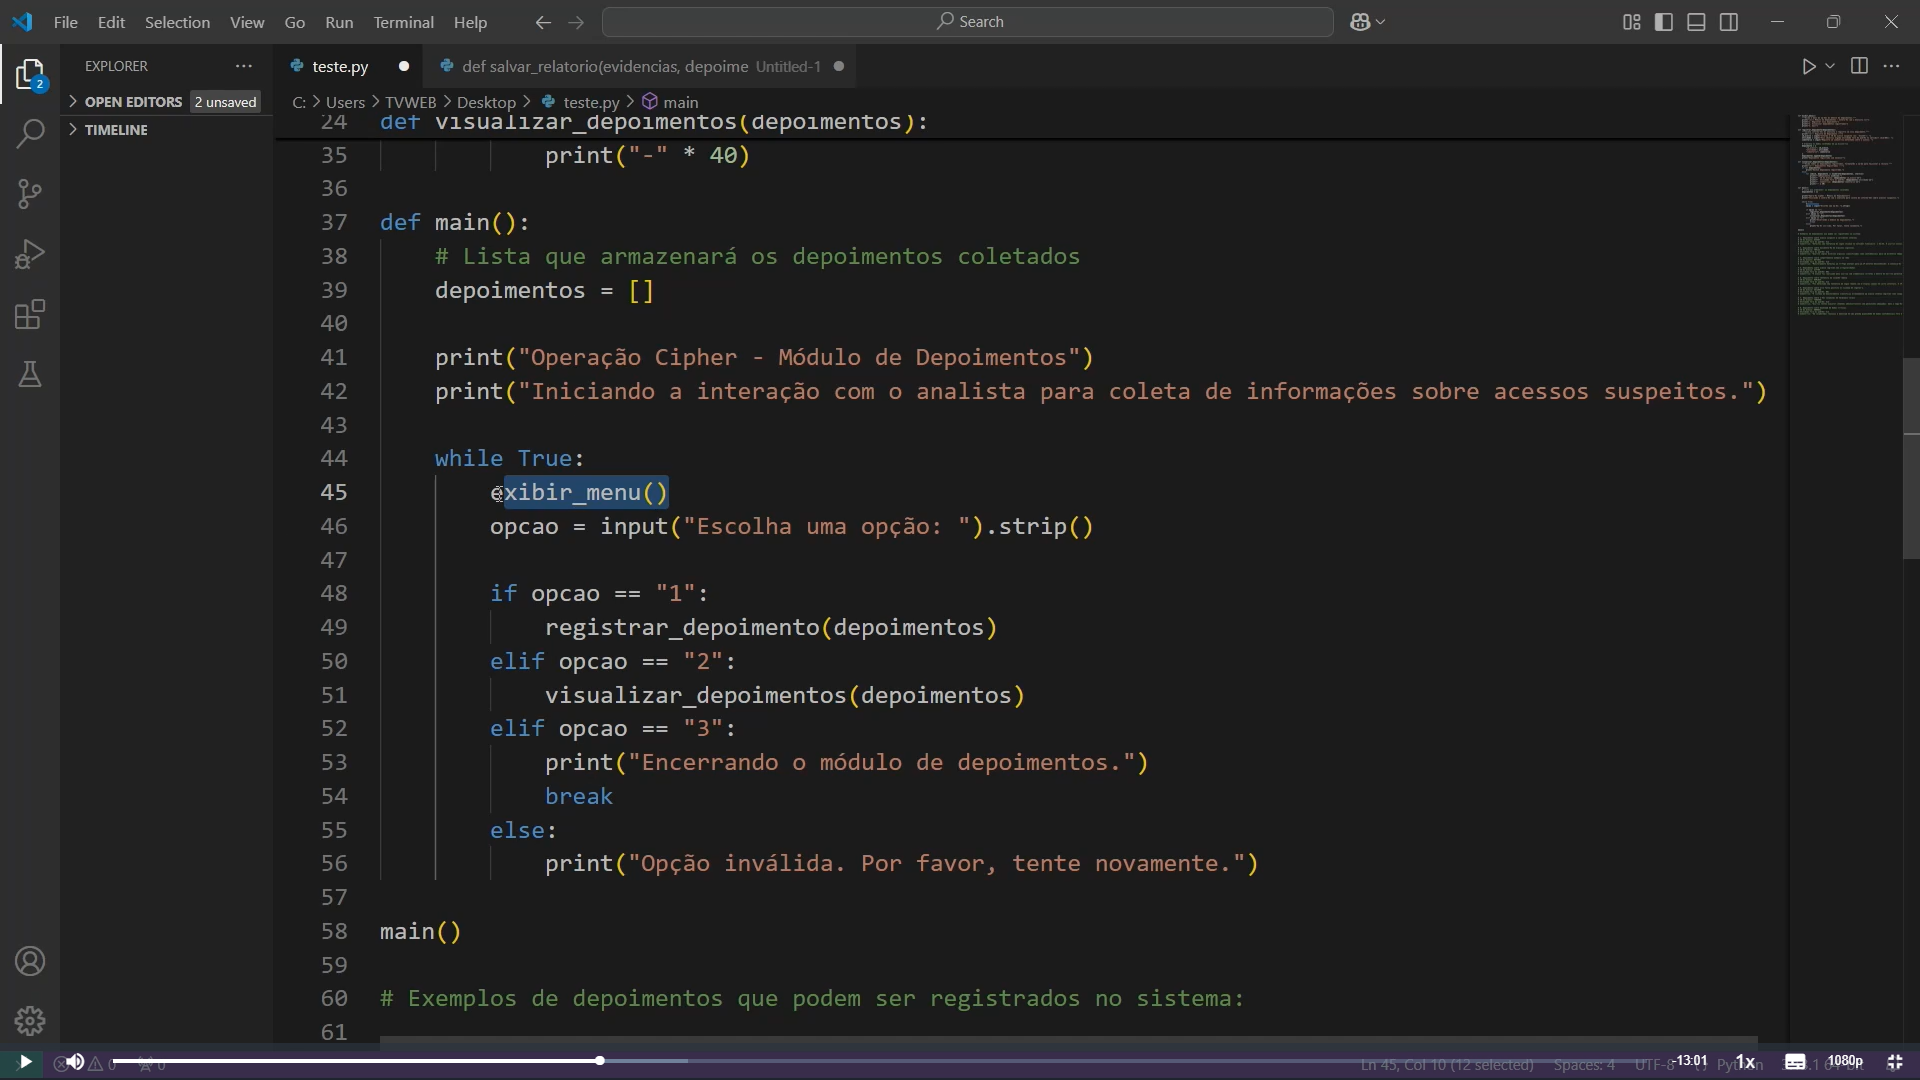 File Edit Selection View Go Run Terminal Help
Search
EXPLORER
teste.py
def salvar_relatorio(evidencias, depoime Untitled-1
2
OPEN EDITORS 2 unsaved
C: > Users > TVWEB > Desktop > teste.py > main
TIMELINE
24 def visualizar_depoimentos(depoimentos):
35 print("-" * 40)
36
37 def main():
38 # Lista que armazenará os depoimentos coletados
39 depoimentos = []
40
41 print("Operação Cipher - Módulo de Depoimentos")
42 print("Iniciando a interação com o analista para coleta de informações sobre acessos suspeitos.")
43
44 while True:
45 exibir_menu()
46 opcao = input("Escolha uma opção: ").strip()
47
48 if opcao == "1":
49 registrar_depoimento(depoimentos)
50 elif opcao == "2":
51 visualizar_depoimentos(depoimentos)
52 elif opcao == "3":
53 print("Encerrando o módulo de depoimentos.")
54 break
55 else:
56 print("Opção inválida. Por favor, tente novamente.")
57
58 main()
59
60 # Exemplos de depoimentos que podem ser registrados no sistema:
61
0 0 Ln 45, Col 10 (12 selected) Spaces: 4 UTF-8 -13:01 1x 1080p